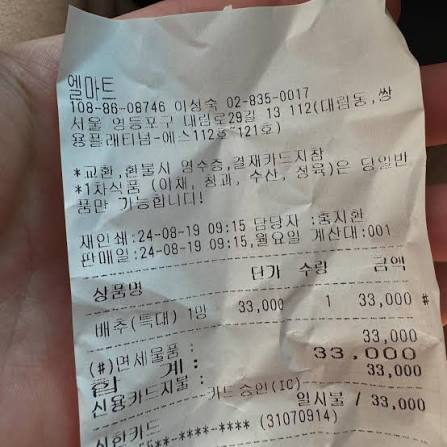 엘마트
108-86-08746 이성숙 02-835-0017
서울 영등포구 대림로29길 13 112(대림동,쌍
용플래티넘-에스112호~121호)
*교환,환불시 영수증,결재카드지참
*1차식품 (야채, 청과, 수산, 정육)은 당일반
품만 가능합니다!
재인쇄:24-08-19 09:15 담당자 :홍지환
판매일:24-08-19 09:15,월요일 계산대:001
상품명 단가 수량 금액
배추(특대) 1망 33,000 1 33,000 #
33,000
(#)면세물품 : 33,000
합 계 : 33,000
신용카드지불 :
카드승인(IC)
신한카드 일시불 / 33,000
**-****-**** (31070914)